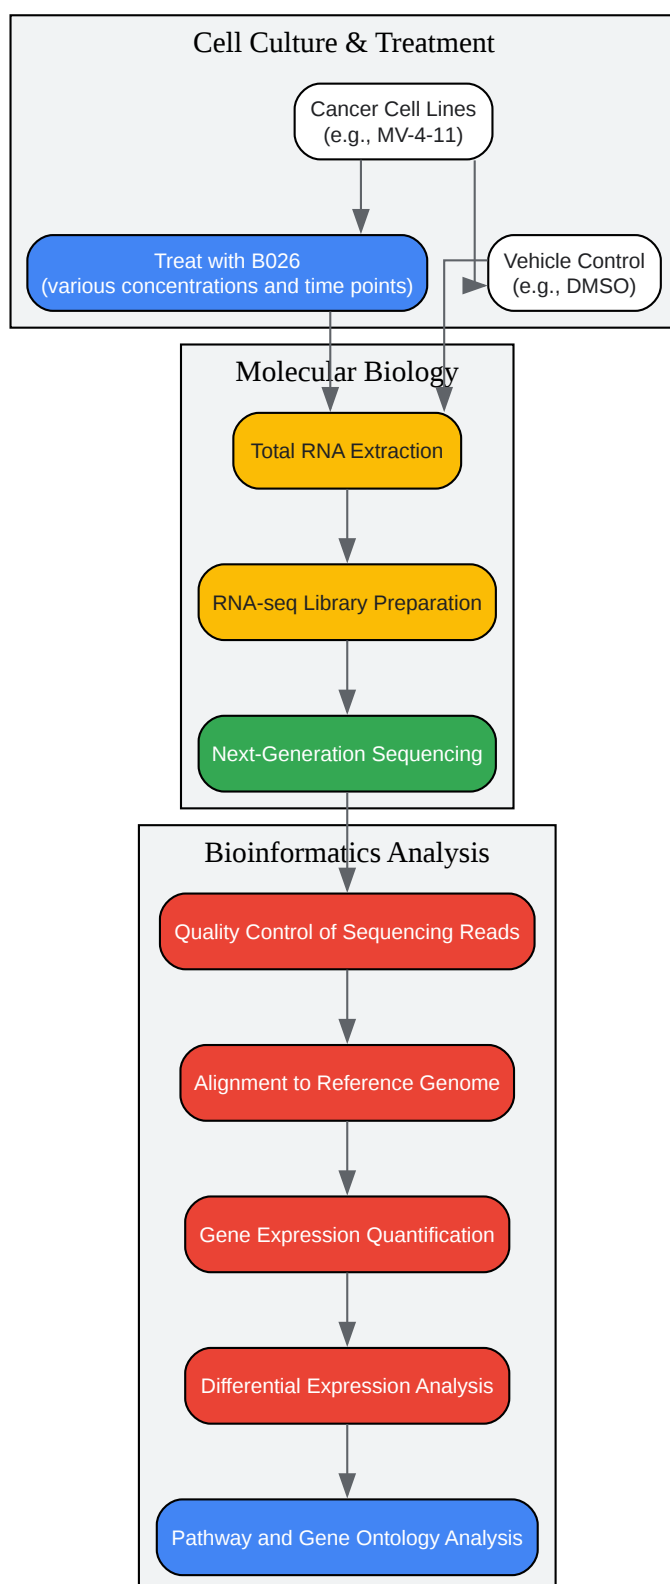 Cell Culture & Treatment
Cancer Cell Lines
(e.g., MV-4-11)
Treat with B026
(various concentrations and time points)
Vehicle Control
(e.g., DMSO)
Molecular Biology
Total RNA Extraction
RNA-seq Library Preparation
Next-Generation Sequencing
Bioinformatics Analysis
Quality Control of Sequencing Reads
Alignment to Reference Genome
Gene Expression Quantification
Differential Expression Analysis
Pathway and Gene Ontology Analysis